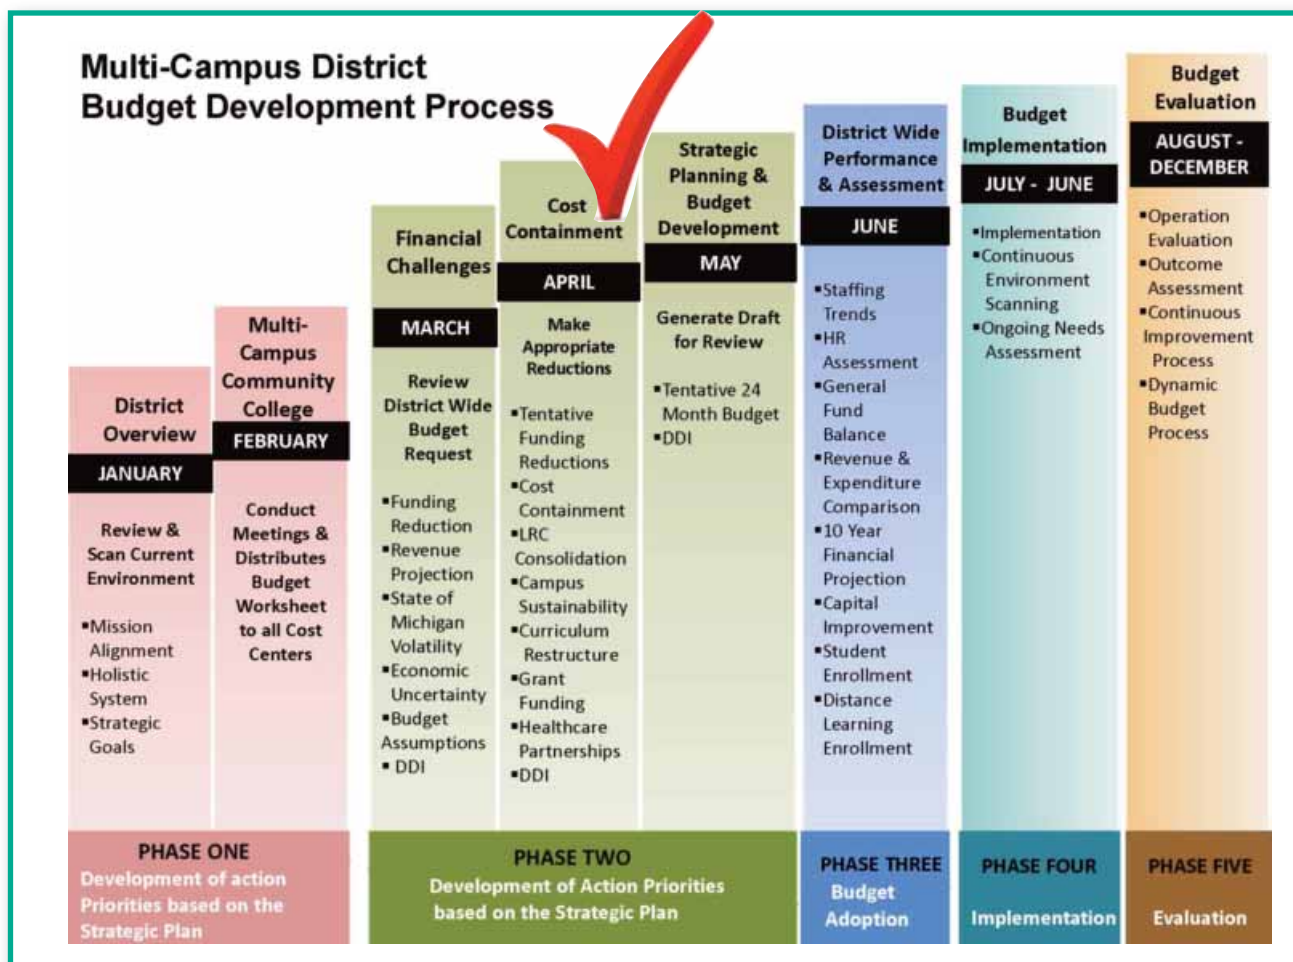 Multi-Campus District
Budget Development Process
District
Overview
JANUARY
Review &
Scan Current
Environment
▪Mission
Alignment
▪Holistic
System
▪Strategic
Goals
Multi-
Campus
Community
College
FEBRUARY
Conduct
Meetings &
Distributes
Budget
Worksheet
to all Cost
Centers
PHASE ONE
Development of action
Priorities based on the
Strategic Plan
Financial
Challenges
MARCH
Review
District Wide
Budget
Request
▪Funding
Reduction
▪Revenue
Projection
▪State of
Michigan
Volatility
▪Economic
Uncertainty
▪Budget
Assumptions
▪ DDI
Cost
Containment
APRIL
Make
Appropriate
Reductions
▪Tentative
Funding
Reductions
▪Cost
Containment
▪LRC
Consolidation
▪Campus
Sustainability
▪Curriculum
Restructure
▪Grant
Funding
▪Healthcare
Partnerships
▪DDI
Strategic
Planning &
Budget
Development
MAY
Generate Draft
for Review
▪Tentative 24
Month Budget
▪DDI
PHASE TWO
Development of Action Priorities
based on the Strategic Plan
District Wide
Performance
& Assessment
JUNE
▪Staffing
Trends
▪HR
Assessment
▪General
Fund
Balance
▪Revenue &
Expenditure
Comparison
▪10 Year
Financial
Projection
▪Capital
Improvement
▪Student
Enrollment
▪Distance
Learning
Enrollment
PHASE THREE
Budget
Adoption
Budget
Implementation
JULY - JUNE
▪Implementation
▪Continuous
Environment
Scanning
▪Ongoing Needs
Assessment
PHASE FOUR
Implementation
Budget
Evaluation
AUGUST -
DECEMBER
▪Operation
Evaluation
▪Outcome
Assessment
▪Continuous
Improvement
Process
▪Dynamic
Budget
Process
PHASE FIVE
Evaluation